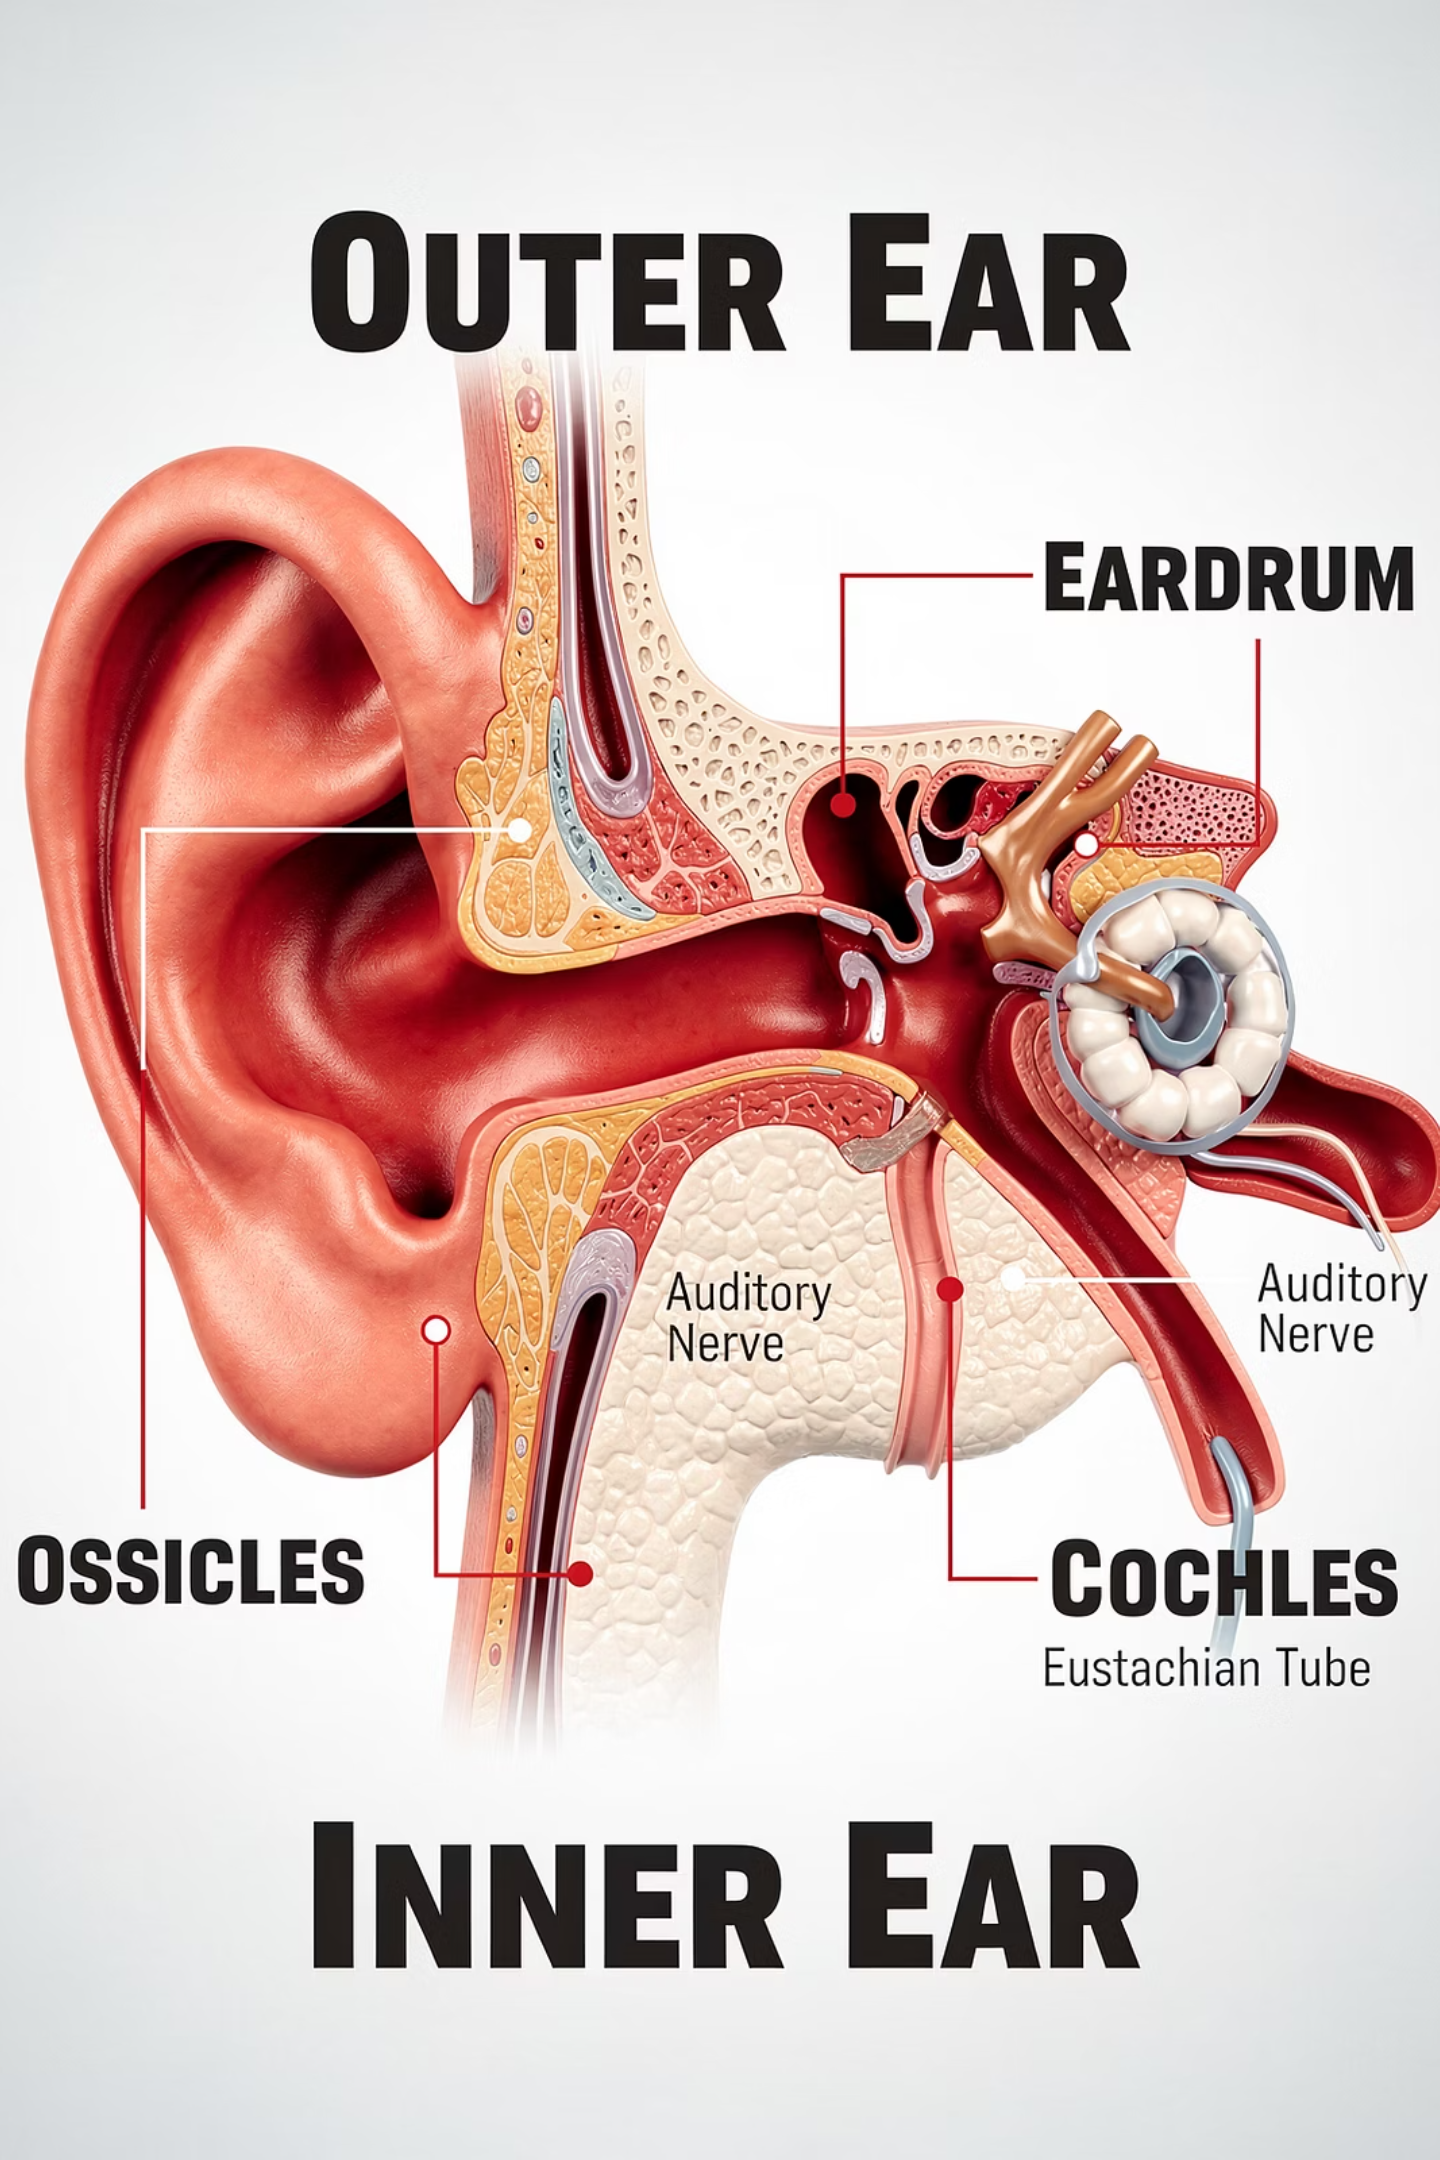 OUTER EAR
EARDRUM
Auditory
Nerve
Auditory
Nerve
OSSICLES
COCHLES
Eustachian Tube
INNER EAR